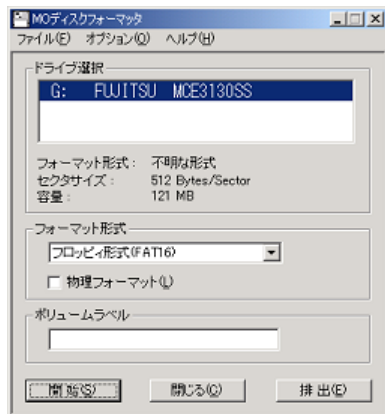 MOディスクフォーマッタ
ファイル(F) オプション(O) ヘルプ(H)
ドライブ選択
G: FUJITSU MCE3130SS
フォーマット形式: 不明な形式
セクタサイズ: 512 Bytes/Sector
容量: 121 MB
フォーマット形式
フロッピィ形式(FAT16)
物理フォーマット(L)
ボリュームラベル
開始(S) 閉じる(C) 排出(E)